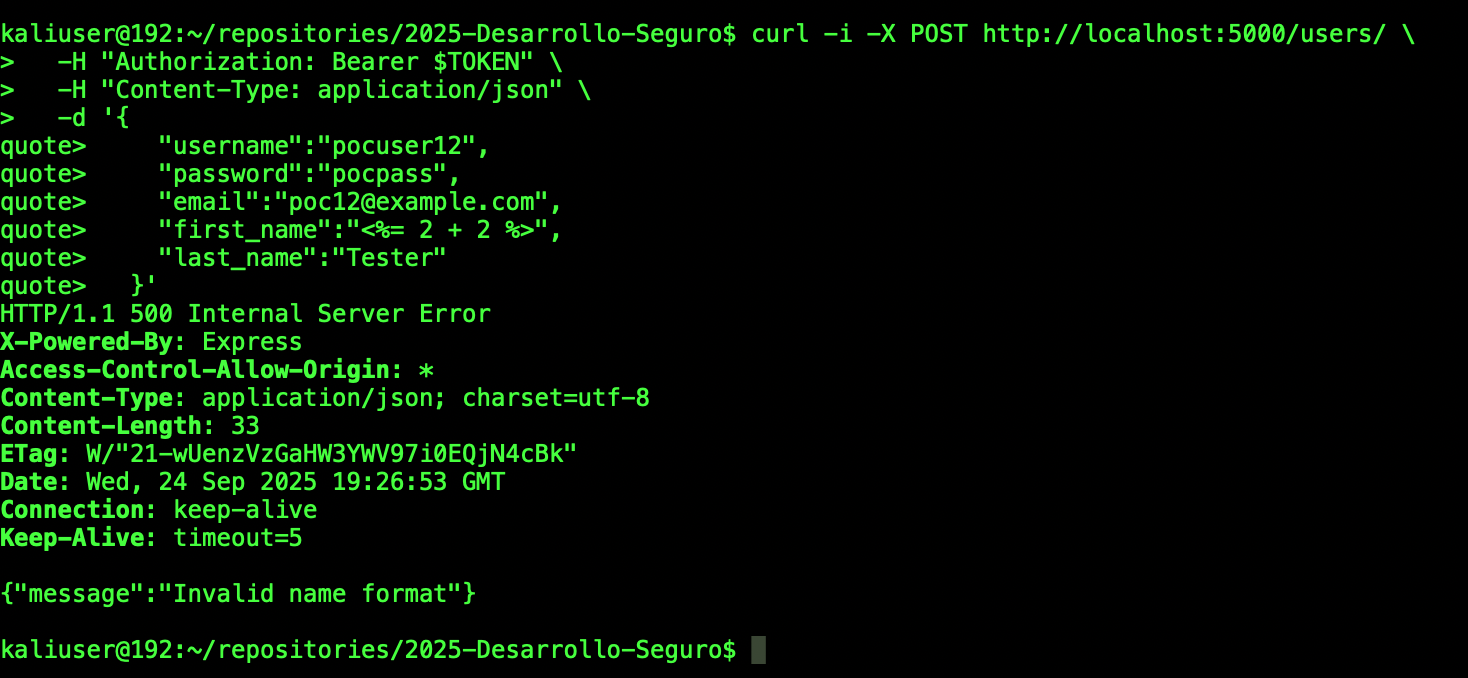 kaliuser@192:~/repositories/2025-Desarrollo-Seguro$ curl -i -X POST http://localhost:5000/users/ \
>   -H "Authorization: Bearer $TOKEN" \
>   -H "Content-Type: application/json" \
>   -d '{
quote>     "username":"pocuser12",
quote>     "password":"pocpass",
quote>     "email":"poc12@example.com",
quote>     "first_name":"<%= 2 + 2 %>",
quote>     "last_name":"Tester"
quote>   }'
HTTP/1.1 500 Internal Server Error
X-Powered-By: Express
Access-Control-Allow-Origin: *
Content-Type: application/json; charset=utf-8
Content-Length: 33
ETag: W/"21-wUenzVzGaHW3YWV97i0EQjN4cBk"
Date: Wed, 24 Sep 2025 19:26:53 GMT
Connection: keep-alive
Keep-Alive: timeout=5

{"message":"Invalid name format"}

kaliuser@192:~/repositories/2025-Desarrollo-Seguro$